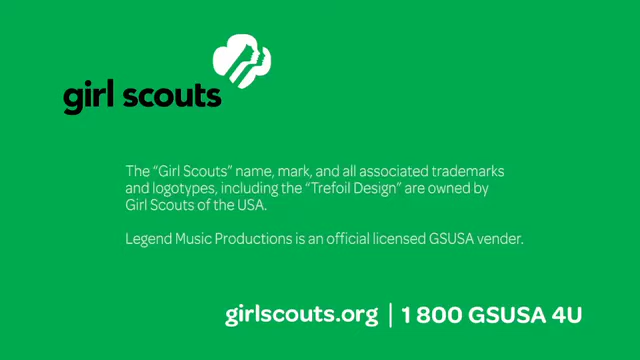 girl scouts
The “Girl Scouts” name, mark, and all associated trademarks
and logotypes, including the “Trefoil Design” are owned by
Girl Scouts of the USA.
Legend Music Productions is an official licensed GSUSA vender.
girlscouts.org | 1 800 GSUSA 4U